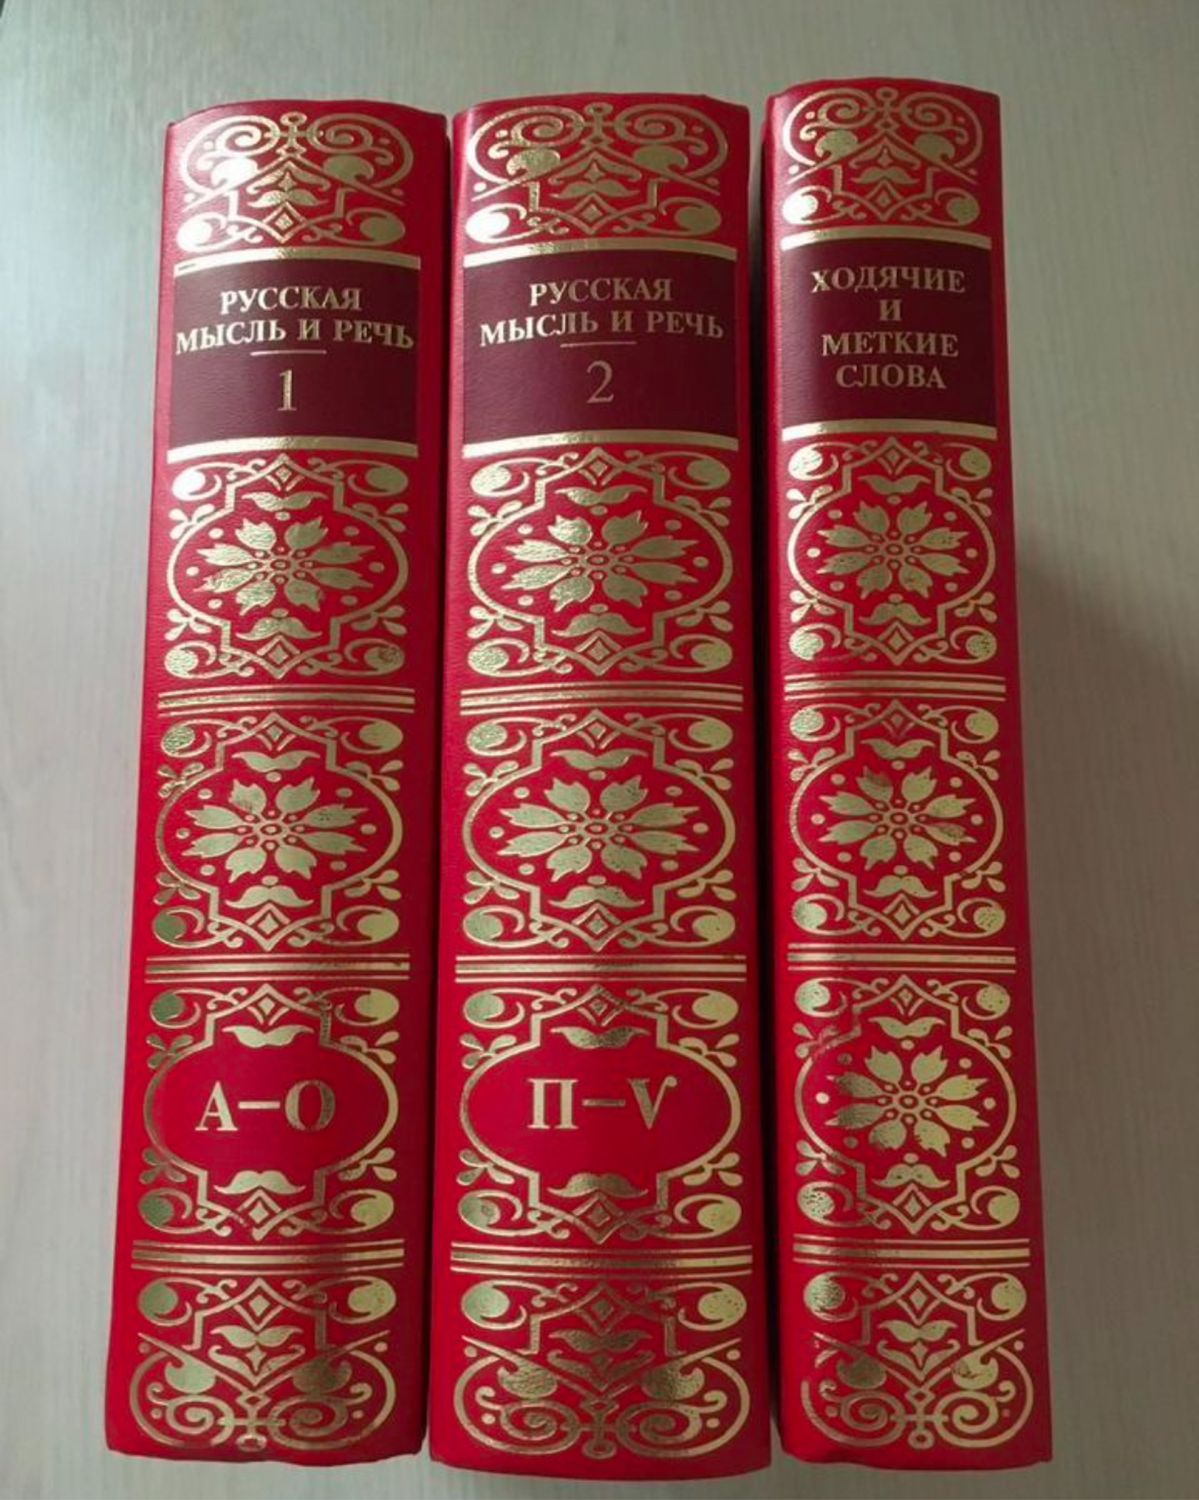 РУССКАЯ
МЫСЛЬ И РЕЧЬ
1
А–О
РУССКАЯ
МЫСЛЬ И РЕЧЬ
2
П–Ѵ
ХОДЯЧИЕ
И
МЕТКИЕ
СЛОВА